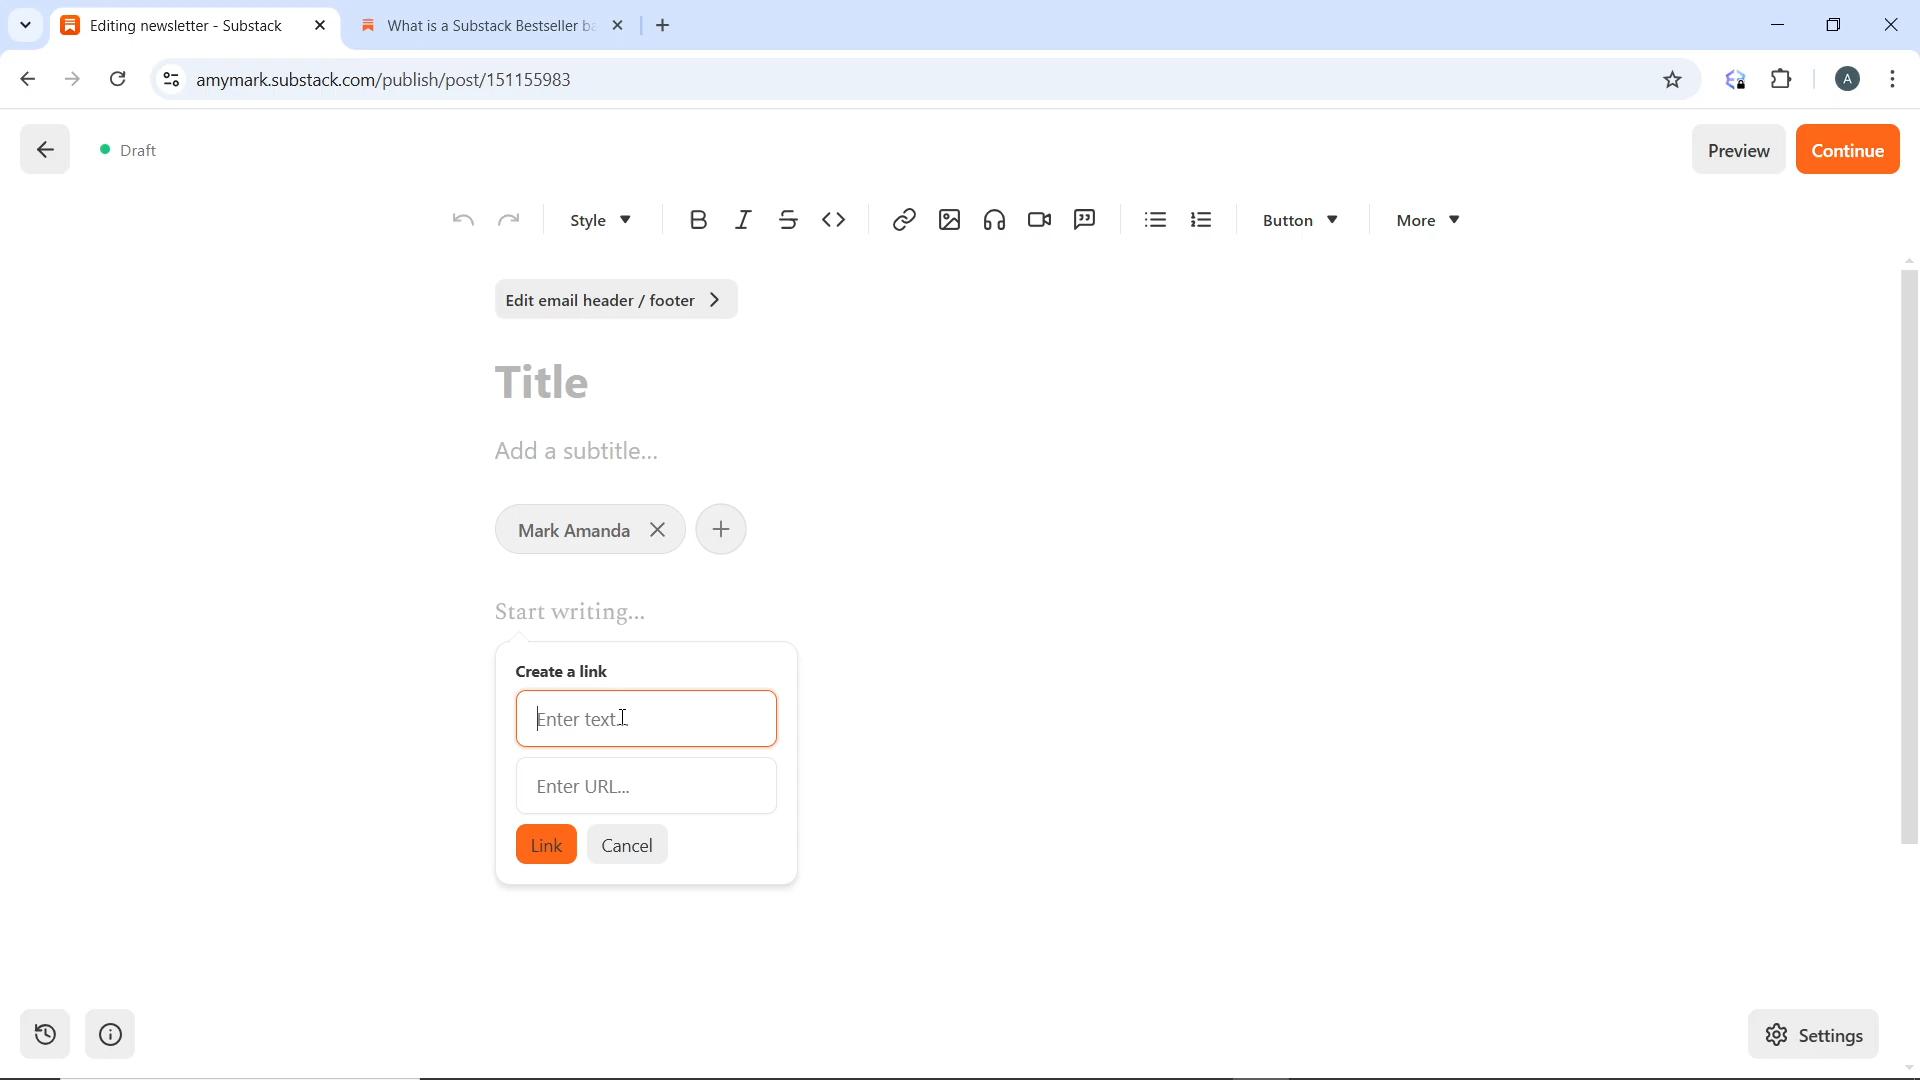 Editing newsletter - Substack
What is a Substack Bestseller ba
amymark.substack.com/publish/post/151155983
A
Draft
Preview
Continue
Style
Button
More
Edit email header / footer
Title
Add a subtitle...
Mark Amanda
Start writing...
Create a link
Enter text...
Enter URL...
Link
Cancel
Settings